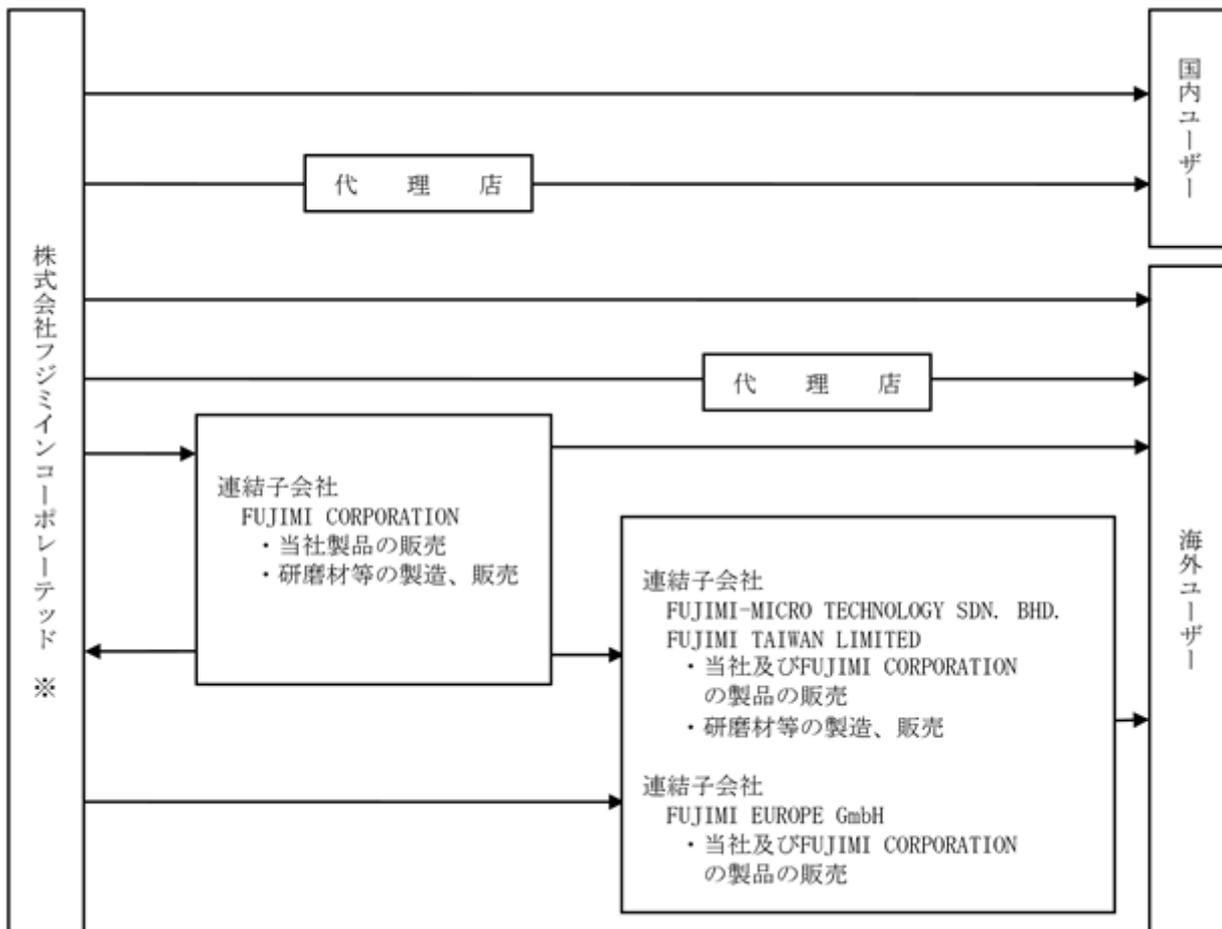 株式会社フジミインコーポレーテッド ※
国内ユーザー
代 理 店
代 理 店
連結子会社
FUJIMI CORPORATION
・当社製品の販売
・研磨材等の製造、販売
連結子会社
FUJIMI-MICRO TECHNOLOGY SDN. BHD.
FUJIMI TAIWAN LIMITED
・当社及びFUJIMI CORPORATION
の製品の販売
・研磨材等の製造、販売
連結子会社
FUJIMI EUROPE GmbH
・当社及びFUJIMI CORPORATION
の製品の販売
海外ユーザー